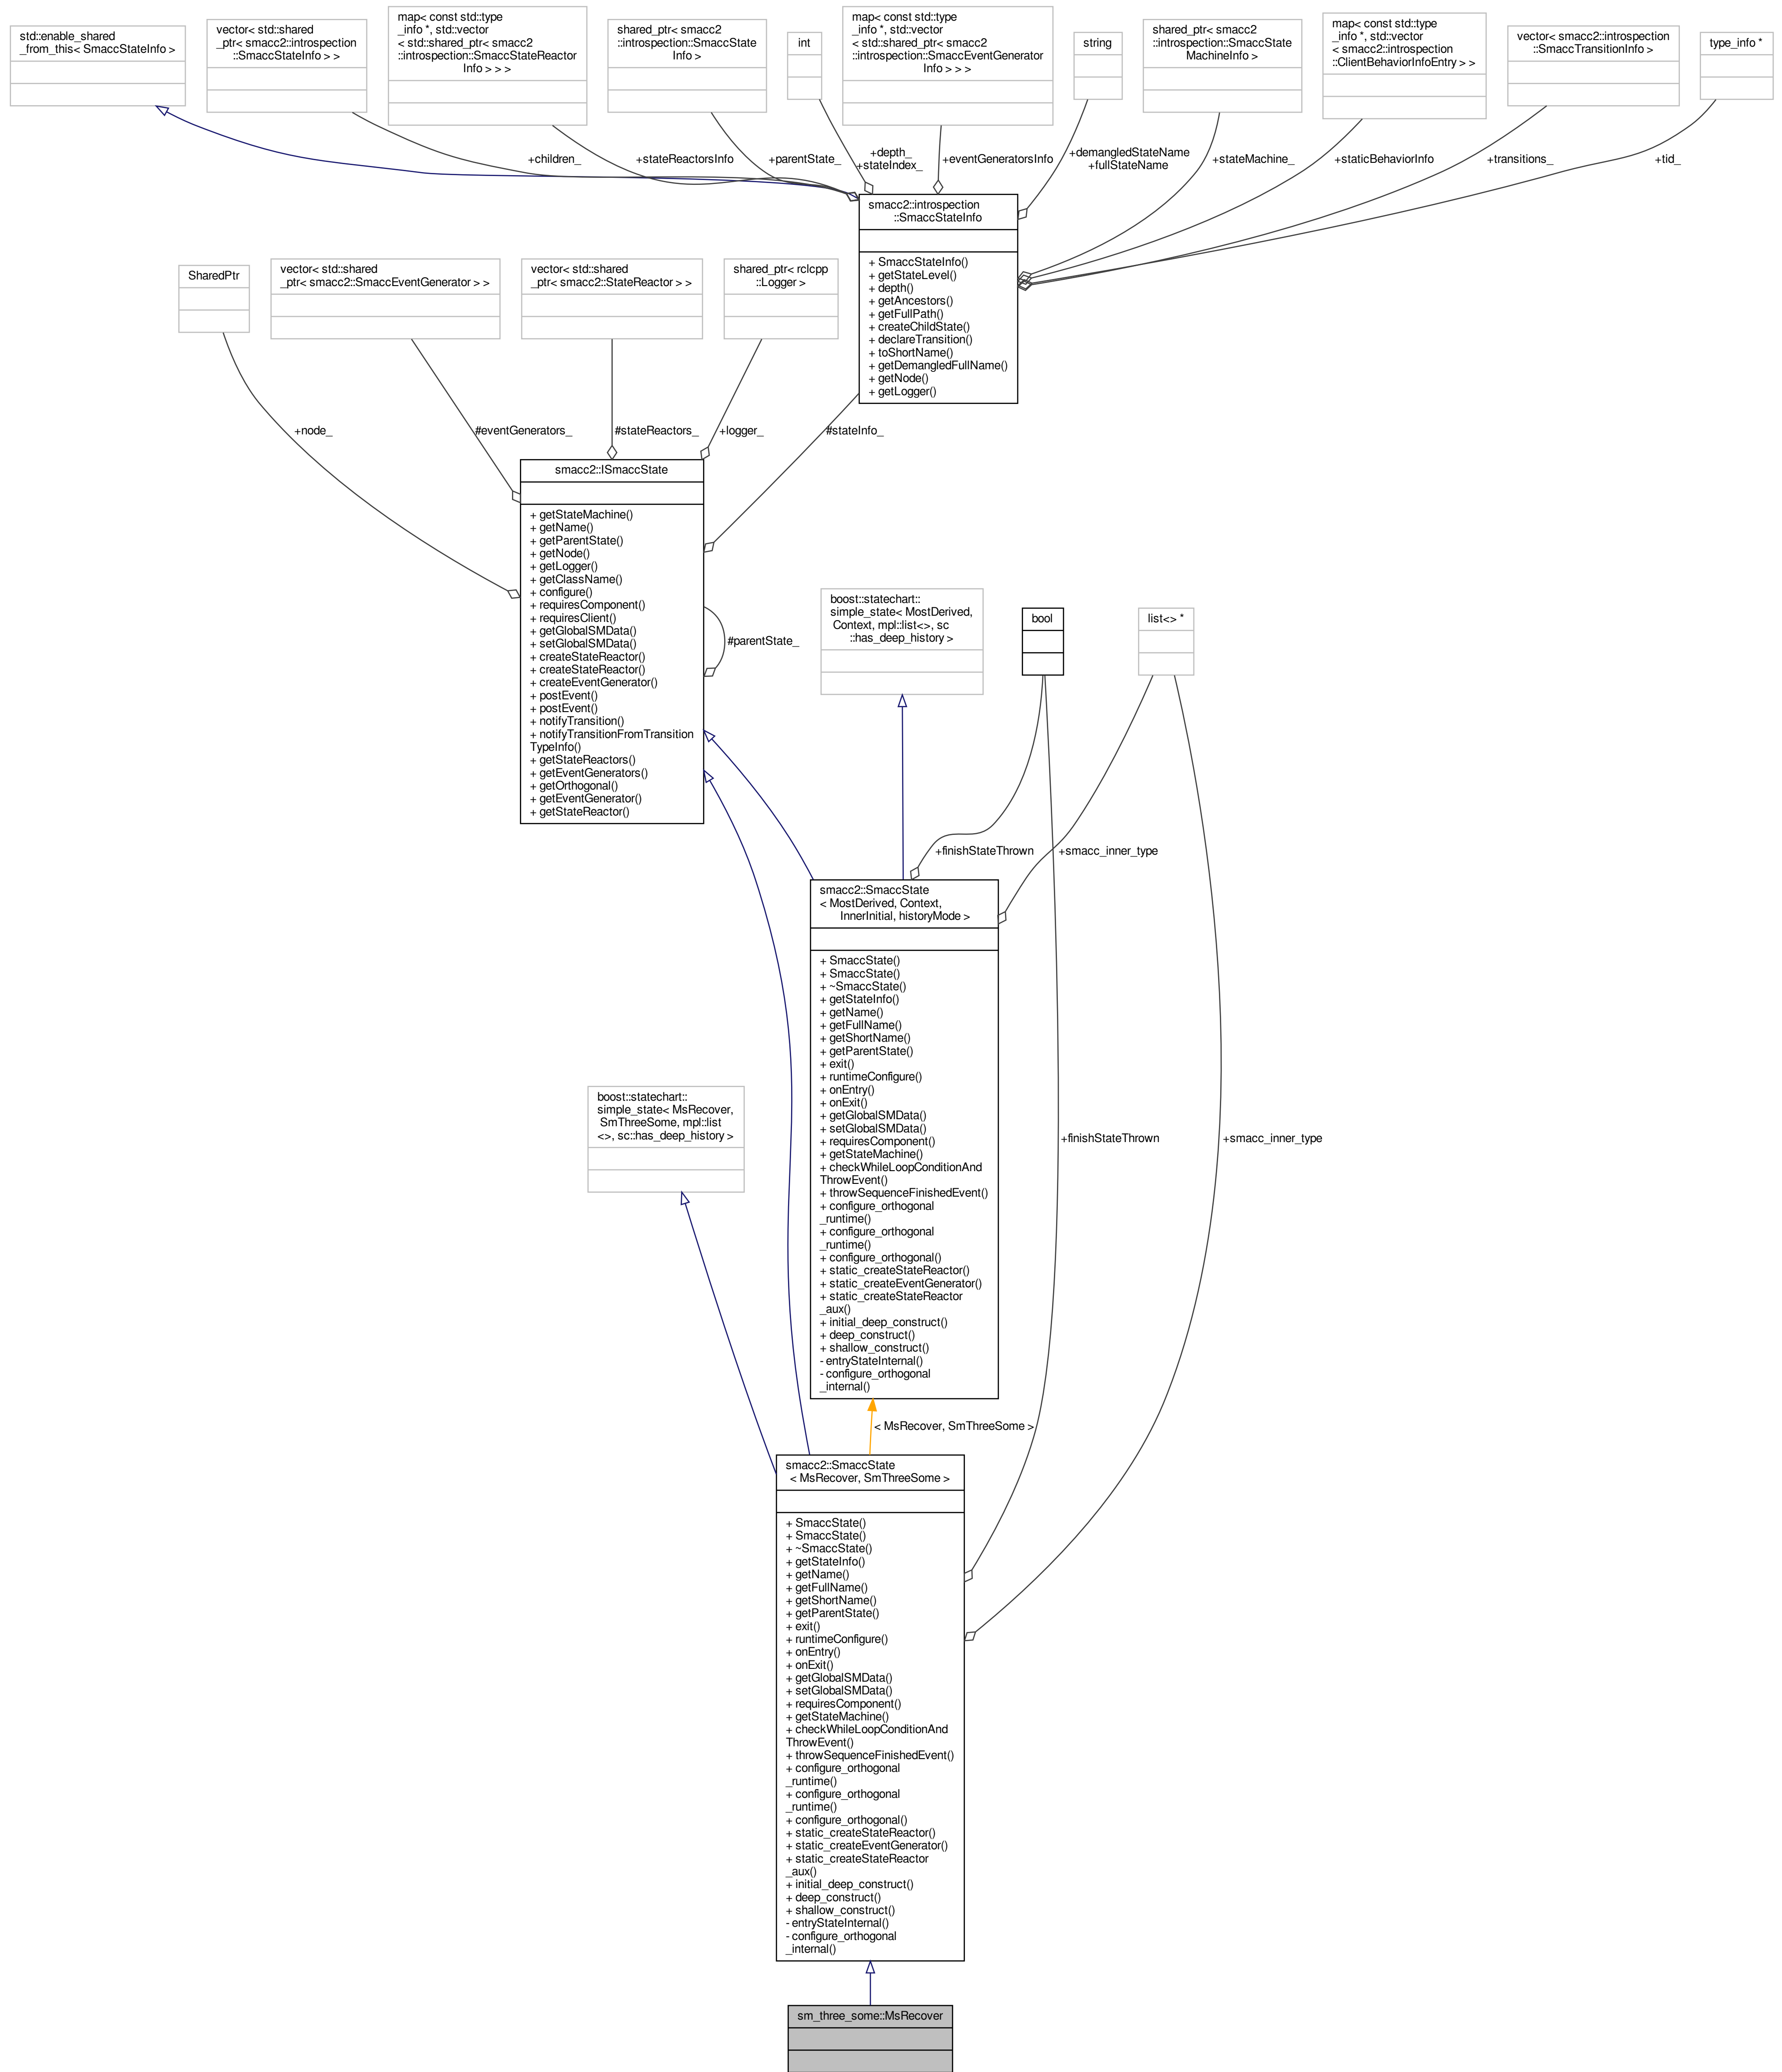 std::enable_shared
_from_this< SmaccStateInfo >
vector< std::shared
_ptr< smacc2::introspection
::SmaccStateInfo > >
map< const std::type
_info *, std::vector
< std::shared_ptr< smacc2
::introspection::SmaccStateReactor
Info > > >
shared_ptr< smacc2
::introspection::SmaccState
Info >
int
map< const std::type
_info *, std::vector
< std::shared_ptr< smacc2
::introspection::SmaccEventGenerator
Info > > >
string
shared_ptr< smacc2
::introspection::SmaccState
MachineInfo >
map< const std::type
_info *, std::vector
< smacc2::introspection
::ClientBehaviorInfoEntry > >
vector< smacc2::introspection
::SmaccTransitionInfo >
type_info *
+children_
+stateReactorsInfo
+parentState_
+depth_
+stateIndex_
+eventGeneratorsInfo
+demangledStateName
+fullStateName
+stateMachine_
+staticBehaviorInfo
+transitions_
+tid_
smacc2::introspection
::SmaccStateInfo
+ SmaccStateInfo()
+ getStateLevel()
+ depth()
+ getAncestors()
+ getFullPath()
+ createChildState()
+ declareTransition()
+ toShortName()
+ getDemangledFullName()
+ getNode()
+ getLogger()
SharedPtr
vector< std::shared
_ptr< smacc2::SmaccEventGenerator > >
vector< std::shared
_ptr< smacc2::StateReactor > >
shared_ptr< rclcpp
::Logger >
+node_
#eventGenerators_
#stateReactors_
+logger_
#stateInfo_
smacc2::ISmaccState
+ getStateMachine()
+ getName()
+ getParentState()
+ getNode()
+ getLogger()
+ getClassName()
+ configure()
+ requiresComponent()
+ requiresClient()
+ getGlobalSMData()
+ setGlobalSMData()
+ createStateReactor()
+ createStateReactor()
+ createEventGenerator()
+ postEvent()
+ postEvent()
+ notifyTransition()
+ notifyTransitionFromTransition
TypeInfo()
+ getStateReactors()
+ getEventGenerators()
+ getOrthogonal()
+ getEventGenerator()
+ getStateReactor()
#parentState_
boost::statechart::
simple_state< MostDerived,
Context, mpl::list<>, sc
::has_deep_history >
bool
list<> *
+finishStateThrown
+smacc_inner_type
smacc2::SmaccState
< MostDerived, Context,
InnerInitial, historyMode >
+ SmaccState()
+ SmaccState()
+ ~SmaccState()
+ getStateInfo()
+ getName()
+ getFullName()
+ getShortName()
+ getParentState()
+ exit()
+ runtimeConfigure()
+ onEntry()
+ onExit()
+ getGlobalSMData()
+ setGlobalSMData()
+ requiresComponent()
+ getStateMachine()
+ checkWhileLoopConditionAnd
ThrowEvent()
+ throwSequenceFinishedEvent()
+ configure_orthogonal
_runtime()
+ configure_orthogonal
_runtime()
+ configure_orthogonal()
+ static_createStateReactor()
+ static_createEventGenerator()
+ static_createStateReactor
_aux()
+ initial_deep_construct()
+ deep_construct()
+ shallow_construct()
- entryStateInternal()
- configure_orthogonal
_internal()
boost::statechart::
simple_state< MsRecover,
SmThreeSome, mpl::list
<>, sc::has_deep_history >
+finishStateThrown
+smacc_inner_type
< MsRecover, SmThreeSome >
smacc2::SmaccState
< MsRecover, SmThreeSome >
+ SmaccState()
+ SmaccState()
+ ~SmaccState()
+ getStateInfo()
+ getName()
+ getFullName()
+ getShortName()
+ getParentState()
+ exit()
+ runtimeConfigure()
+ onEntry()
+ onExit()
+ getGlobalSMData()
+ setGlobalSMData()
+ requiresComponent()
+ getStateMachine()
+ checkWhileLoopConditionAnd
ThrowEvent()
+ throwSequenceFinishedEvent()
+ configure_orthogonal
_runtime()
+ configure_orthogonal
_runtime()
+ configure_orthogonal()
+ static_createStateReactor()
+ static_createEventGenerator()
+ static_createStateReactor
_aux()
+ initial_deep_construct()
+ deep_construct()
+ shallow_construct()
- entryStateInternal()
- configure_orthogonal
_internal()
sm_three_some::MsRecover